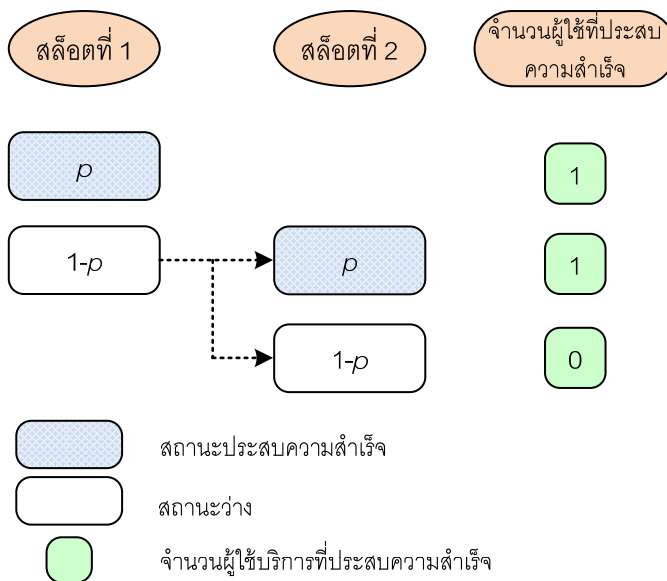 สล็อตที่ 1
สล็อตที่ 2
จำนวนผู้ใช้ที่ประสบ
ความสำเร็จ
p
1
1-p
p
1
1-p
0
สถานะประสบความสำเร็จ
สถานะว่าง
จำนวนผู้ใช้บริการที่ประสบความสำเร็จ